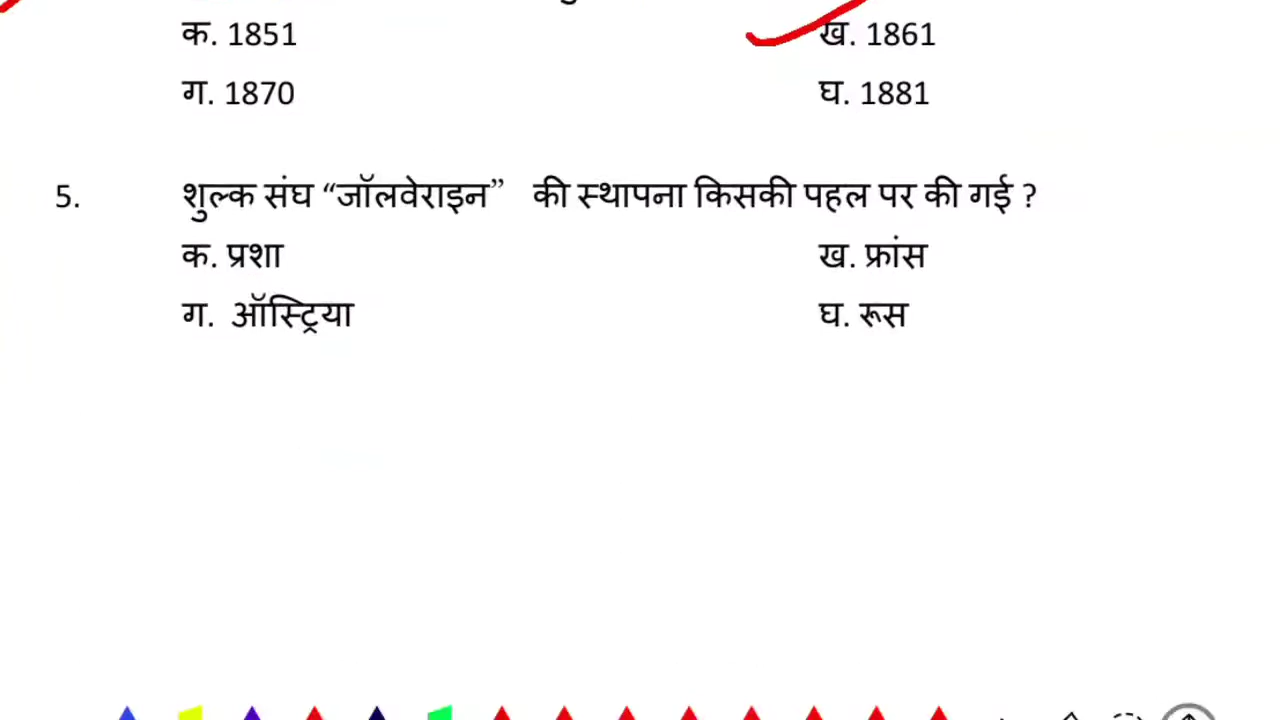 क. 1851 ख. 1861
ग. 1870 घ. 1881
5. शुल्क संघ “जॉलवेराइन” की स्थापना किसकी पहल पर की गई ?
क. प्रशा ख. फ्रांस
ग. ऑस्ट्रिया घ. रूस